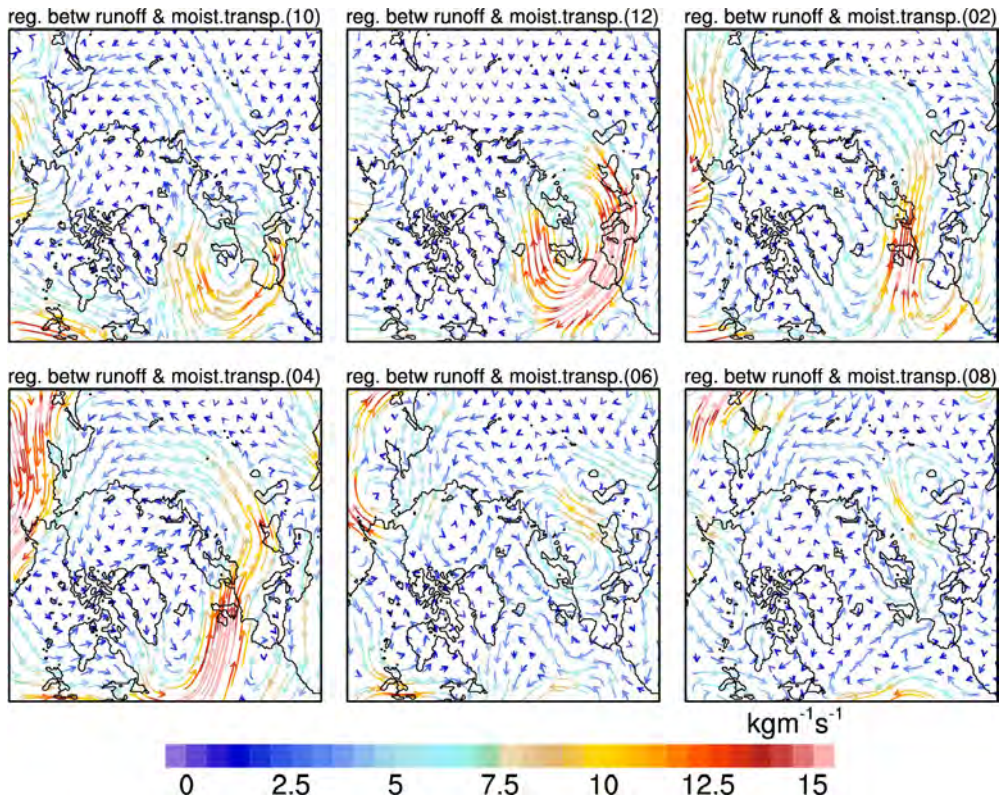 reg. betw runoff & moist.transp.(10)
reg. betw runoff & moist.transp.(12)
reg. betw runoff & moist.transp.(02)
reg. betw runoff & moist.transp.(04)
reg. betw runoff & moist.transp.(06)
reg. betw runoff & moist.transp.(08)
kgm⁻¹s⁻¹
0 2.5 5 7.5 10 12.5 15